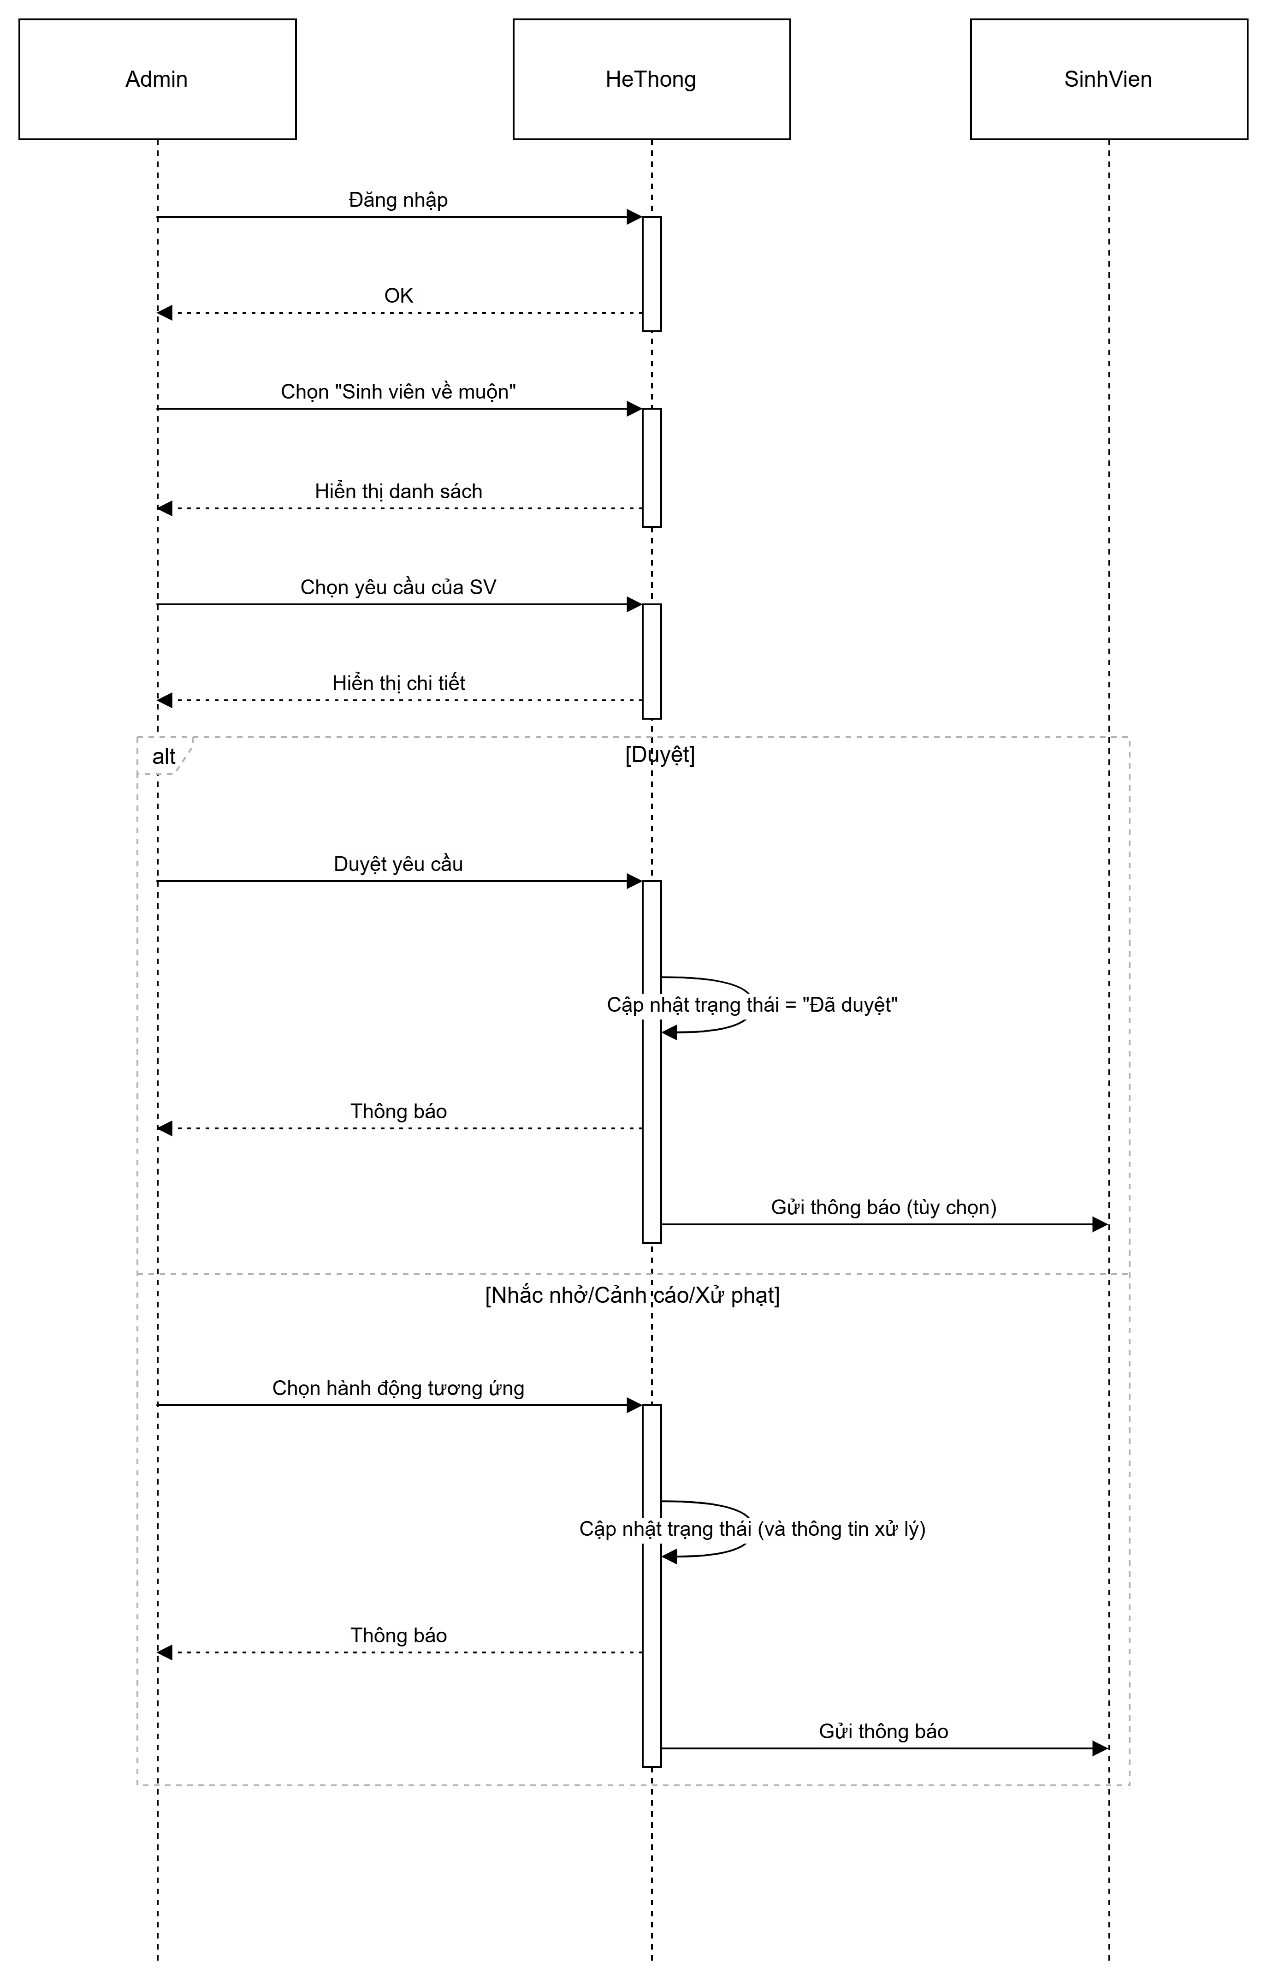 Admin
HeThong
SinhVien
Đăng nhập
OK
Chọn "Sinh viên về muộn"
Hiển thị danh sách
Chọn yêu cầu của SV
Hiển thị chi tiết
alt
[Duyệt]
Duyệt yêu cầu
Cập nhật trạng thái = "Đã duyệt"
Thông báo
Gửi thông báo (tùy chọn)
[Nhắc nhở/Cảnh cáo/Xử phạt]
Chọn hành động tương ứng
Cập nhật trạng thái (và thông tin xử lý)
Thông báo
Gửi thông báo